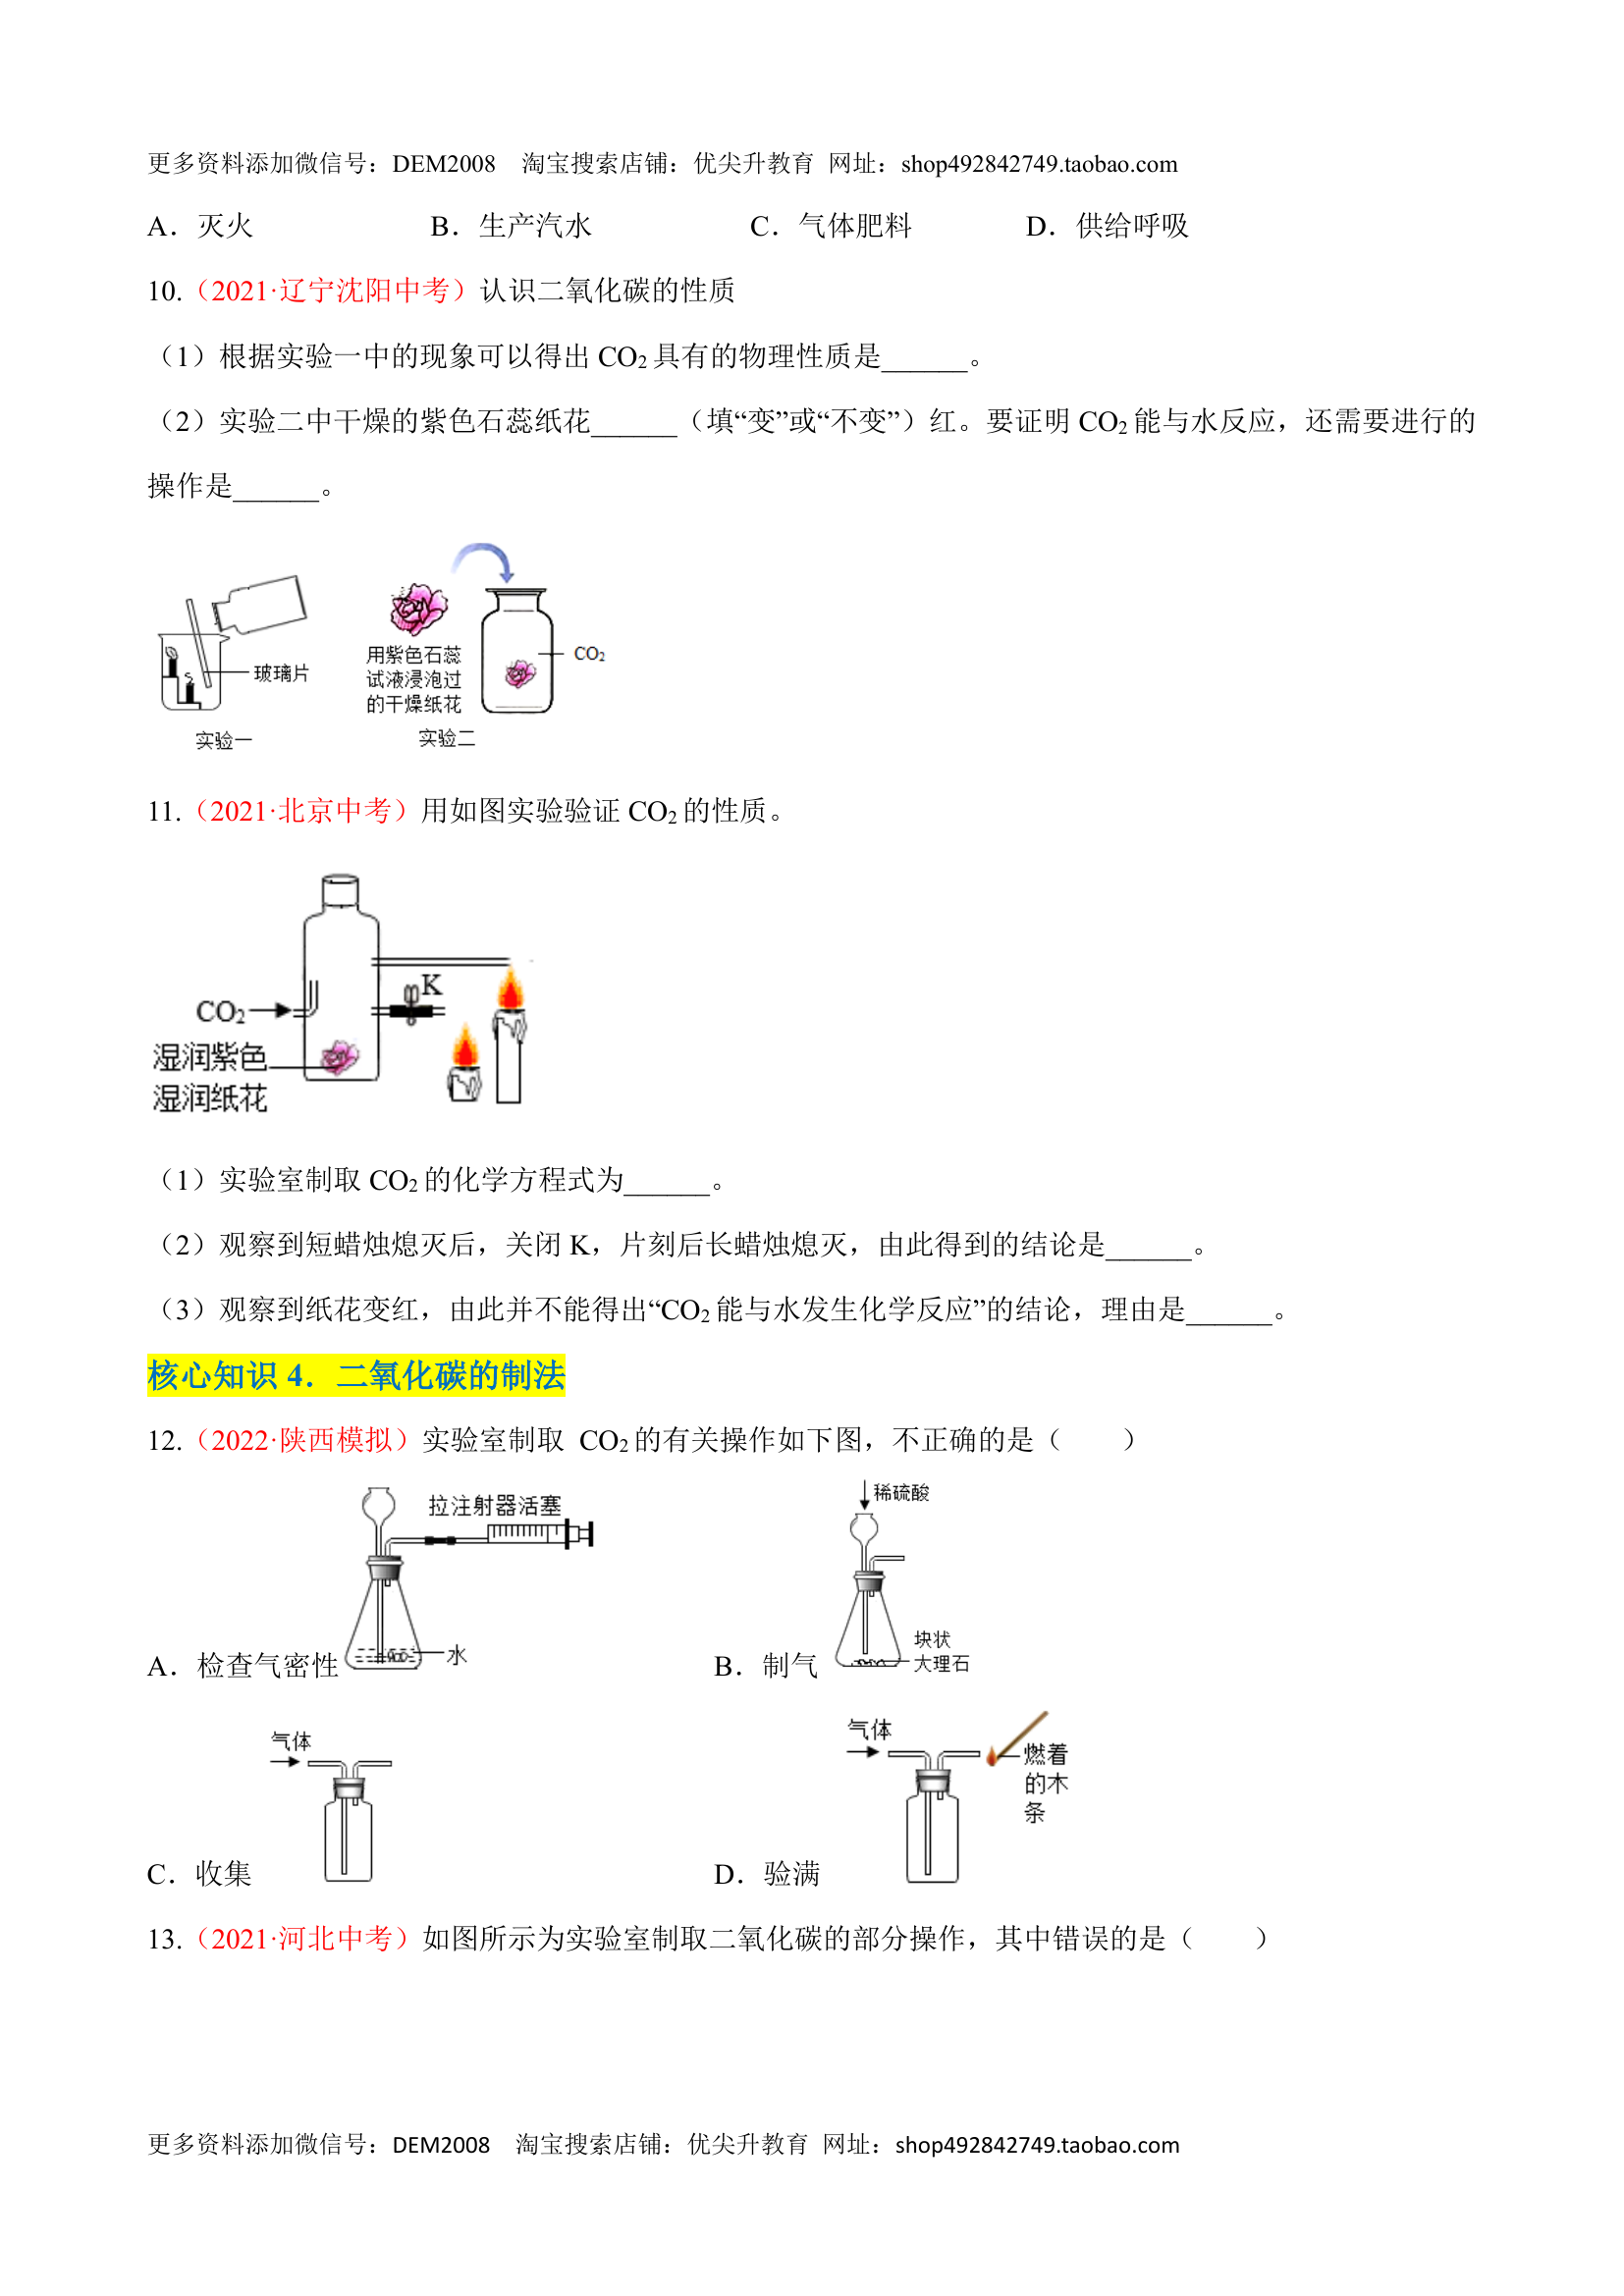 更多资料添加微信号：DEM2008 淘宝搜索店铺：优尖升教育 网址：shop492842749.taobao.com
A．灭火 B．生产汽水 C．气体肥料 D．供给呼吸
10.（2021·辽宁沈阳中考）认识二氧化碳的性质
（1）根据实验一中的现象可以得出 CO₂具有的物理性质是______。
（2）实验二中干燥的紫色石蕊纸花______（填“变”或“不变”）红。要证明 CO₂能与水反应，还需要进行的
操作是______。
玻璃片
实验一
用紫色石蕊
试液浸泡过
的干燥纸花
CO₂
实验二
11.（2021·北京中考）用如图实验验证 CO₂的性质。
K
CO₂
湿润紫色
湿润纸花
（1）实验室制取 CO₂的化学方程式为______。
（2）观察到短蜡烛熄灭后，关闭 K，片刻后长蜡烛熄灭，由此得到的结论是______。
（3）观察到纸花变红，由此并不能得出“CO₂能与水发生化学反应”的结论，理由是______。
核心知识 4．二氧化碳的制法
12.（2022·陕西模拟）实验室制取 CO₂的有关操作如下图，不正确的是（  ）
拉注射器活塞
水
A．检查气密性
稀硫酸
块状
大理石
B．制气
气体
C．收集
气体
燃着
的木
条
D．验满
13.（2021·河北中考）如图所示为实验室制取二氧化碳的部分操作，其中错误的是（  ）
更多资料添加微信号：DEM2008 淘宝搜索店铺：优尖升教育 网址：shop492842749.taobao.com